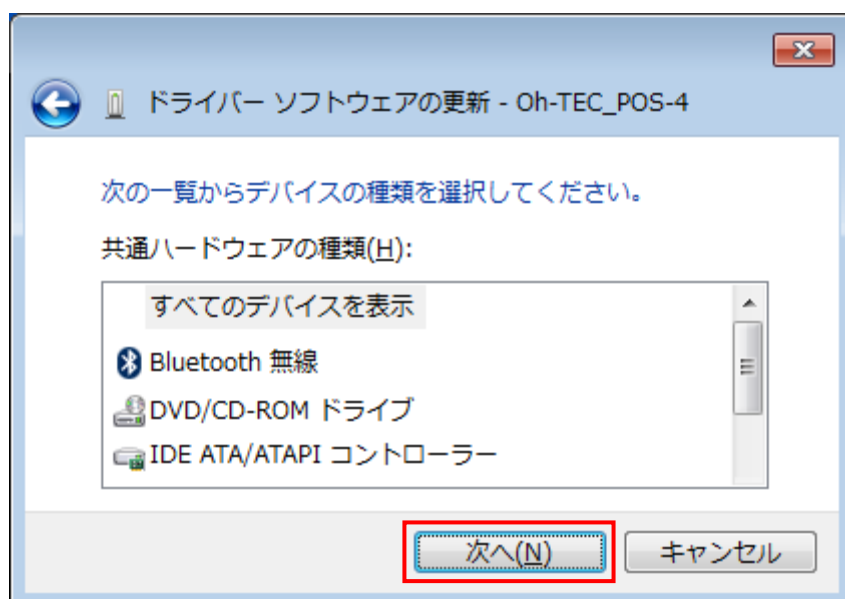 ドライバー ソフトウェアの更新 - Oh-TEC_POS-4
次の一覧からデバイスの種類を選択してください。
共通ハードウェアの種類(H):
すべてのデバイスを表示
Bluetooth 無線
DVD/CD-ROM ドライブ
IDE ATA/ATAPI コントローラー
次へ(N)
キャンセル